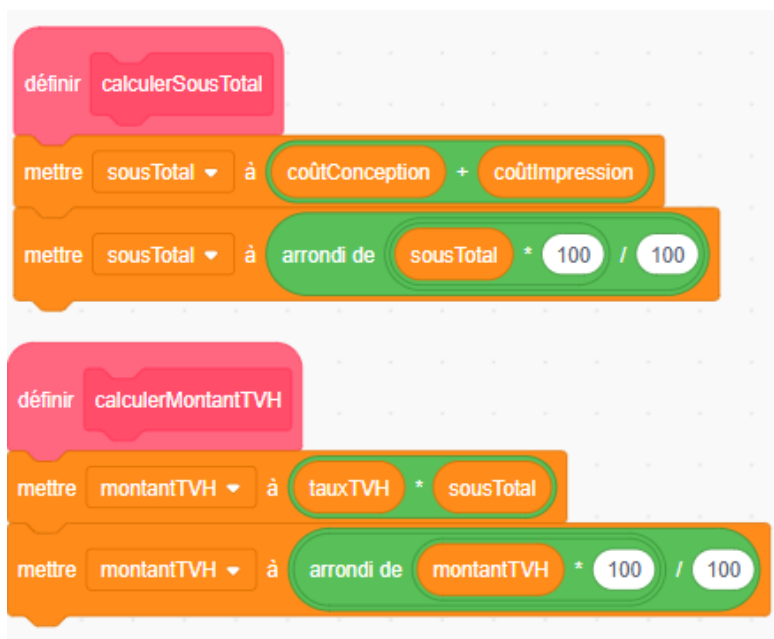 définir calculerSousTotal
mettre sousTotal à coûtConception + coûtImpression
mettre sousTotal à arrondi de sousTotal * 100 / 100
définir calculerMontantTVH
mettre montantTVH à tauxTVH * sousTotal
mettre montantTVH à arrondi de montantTVH * 100 / 100